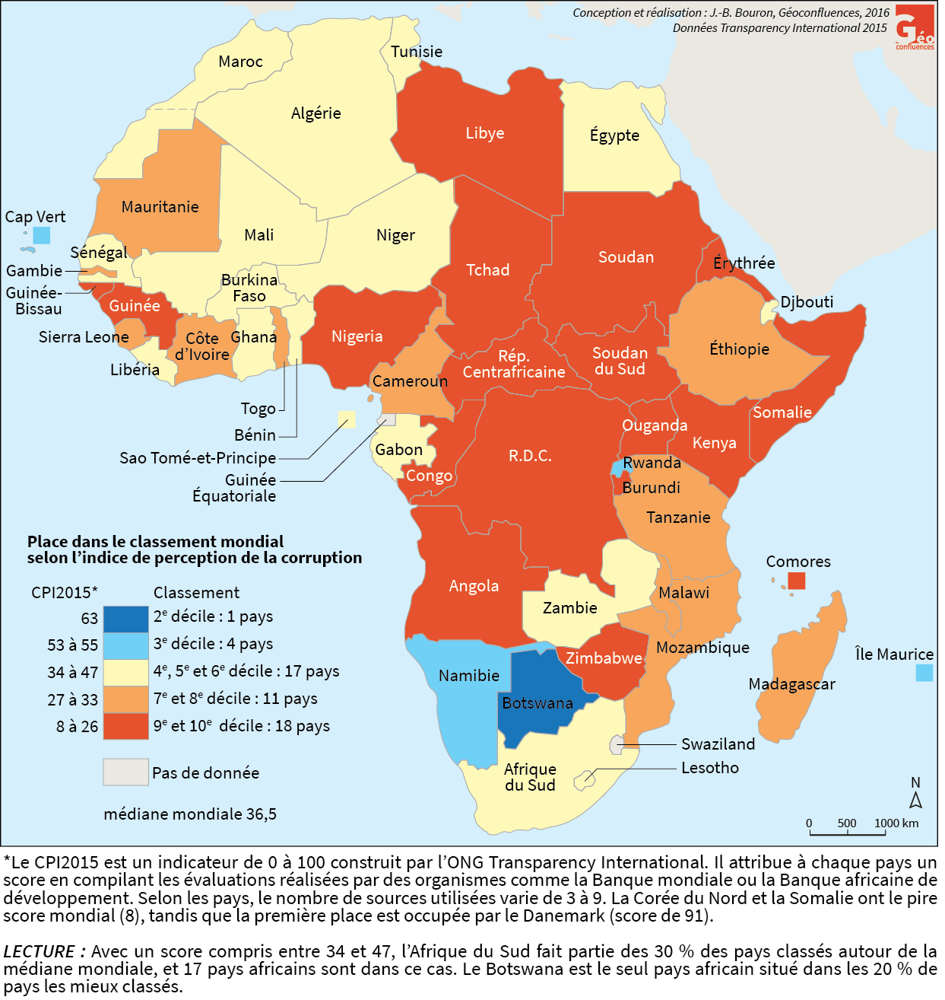 Conception et réalisation : J.-B. Bouron, Géoconfluences, 2016
Données Transparency International 2015
Géo
confluences
Maroc
Tunisie
Algérie
Libye
Égypte
Mauritanie
Cap Vert
Mali
Niger
Sénégal
Gambie
Tchad
Soudan
Érythrée
Guinée-
Bissau
Burkina
Faso
Djibouti
Guinée
Sierra Leone
Côte
d’Ivoire
Ghana
Nigeria
Rép.
Centrafricaine
Soudan
du Sud
Éthiopie
Libéria
Cameroun
Togo
Bénin
Somalie
Ouganda
Kenya
Sao Tomé-et-Principe
Gabon
R.D.C.
Rwanda
Guinée
Équatoriale
Congo
Burundi
Tanzanie
Comores
Angola
Malawi
Zambie
Mozambique
Île Maurice
Zimbabwe
Namibie
Madagascar
Botswana
Swaziland
Afrique
du Sud
Lesotho
Place dans le classement mondial
selon l’indice de perception de la corruption
CPI2015* Classement
63 2e décile : 1 pays
53 à 55 3e décile : 4 pays
34 à 47 4e, 5e et 6e décile : 17 pays
27 à 33 7e et 8e décile : 11 pays
8 à 26 9e et 10e décile : 18 pays
Pas de donnée
médiane mondiale 36,5
N
0 500 1000 km
*Le CPI2015 est un indicateur de 0 à 100 construit par l’ONG Transparency International. Il attribue à chaque pays un
score en compilant les évaluations réalisées par des organismes comme la Banque mondiale ou la Banque africaine de
développement. Selon les pays, le nombre de sources utilisées varie de 3 à 9. La Corée du Nord et la Somalie ont le pire
score mondial (8), tandis que la première place est occupée par le Danemark (score de 91).
LECTURE : Avec un score compris entre 34 et 47, l’Afrique du Sud fait partie des 30 % des pays classés autour de la
médiane mondiale, et 17 pays africains sont dans ce cas. Le Botswana est le seul pays africain situé dans les 20 % de
pays les mieux classés.